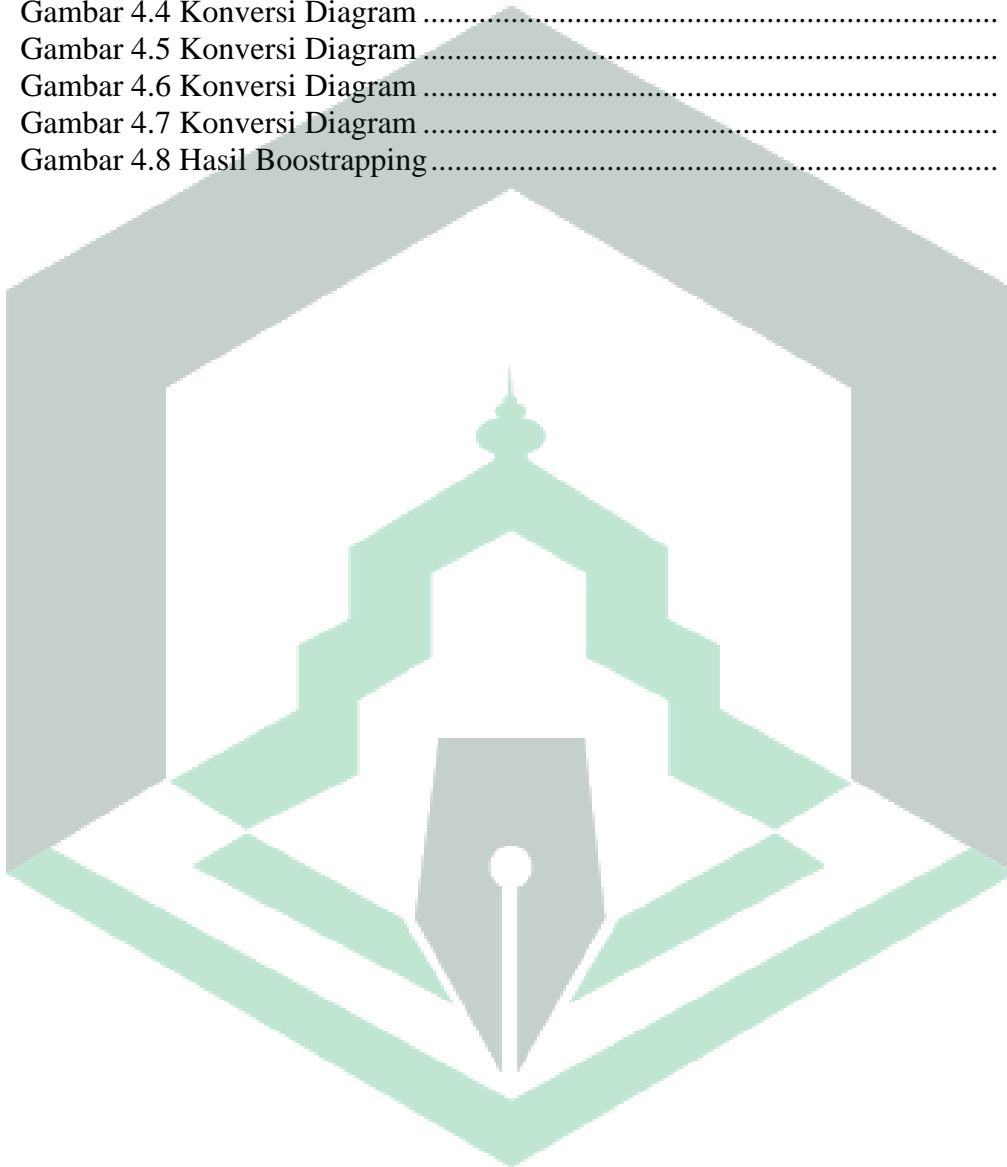 Gambar 4.4 Konversi Diagram ........................................................................
Gambar 4.5 Konversi Diagram ........................................................................
Gambar 4.6 Konversi Diagram ........................................................................
Gambar 4.7 Konversi Diagram ........................................................................
Gambar 4.8 Hasil Boostrapping.......................................................................